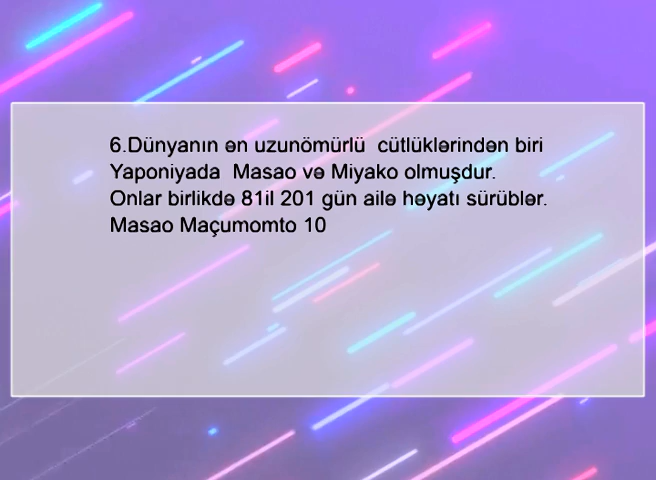 6.Dünyanın ən uzunömürlü  cütlüklərindən biri
Yaponiyada  Masao və Miyako olmuşdur.
Onlar birlikdə 81il 201 gün ailə həyatı sürüblər.
Masao Maçumomto 10